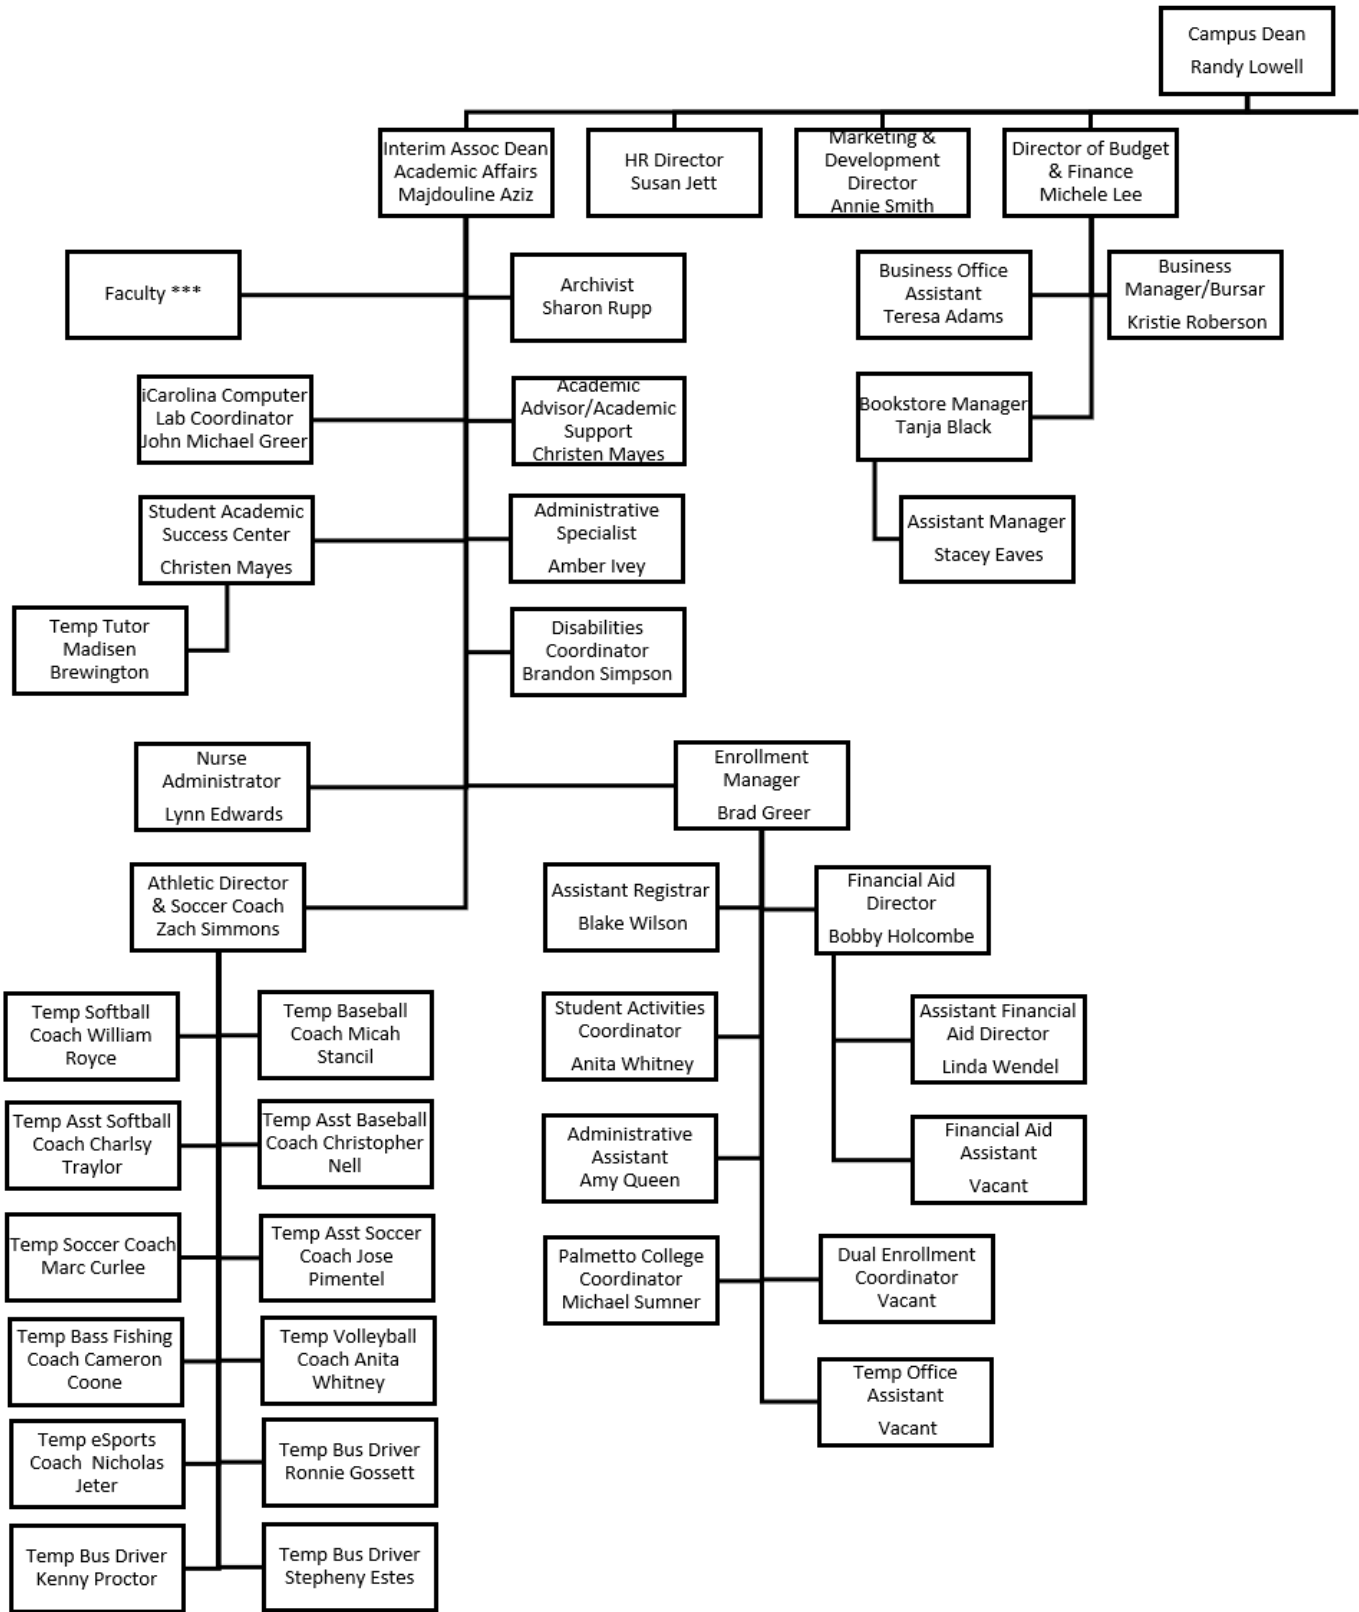 Campus Dean
Randy Lowell
Interim Assoc Dean
Academic Affairs
Majdouline Aziz
HR Director
Susan Jett
Marketing &
Development
Director
Annie Smith
Director of Budget
& Finance
Michele Lee
Faculty ***
Archivist
Sharon Rupp
Business Office
Assistant
Teresa Adams
Business
Manager/Bursar
Kristie Roberson
iCarolina Computer
Lab Coordinator
John Michael Greer
Academic
Advisor/Academic
Support
Christen Mayes
Bookstore Manager
Tanja Black
Student Academic
Success Center
Christen Mayes
Administrative
Specialist
Amber Ivey
Assistant Manager
Stacey Eaves
Temp Tutor
Madisen
Brewington
Disabilities
Coordinator
Brandon Simpson
Nurse
Administrator
Lynn Edwards
Enrollment
Manager
Brad Greer
Athletic Director
& Soccer Coach
Zach Simmons
Assistant Registrar
Blake Wilson
Financial Aid
Director
Bobby Holcombe
Temp Softball
Coach William
Royce
Temp Baseball
Coach Micah
Stancil
Student Activities
Coordinator
Anita Whitney
Assistant Financial
Aid Director
Linda Wendel
Temp Asst Softball
Coach Charlsy
Traylor
Temp Asst Baseball
Coach Christopher
Nell
Administrative
Assistant
Amy Queen
Financial Aid
Assistant
Vacant
Temp Soccer Coach
Marc Curlee
Temp Asst Soccer
Coach Jose
Pimentel
Palmetto College
Coordinator
Michael Sumner
Dual Enrollment
Coordinator
Vacant
Temp Bass Fishing
Coach Cameron
Coone
Temp Volleyball
Coach Anita
Whitney
Temp Office
Assistant
Vacant
Temp eSports
Coach  Nicholas
Jeter
Temp Bus Driver
Ronnie Gossett
Temp Bus Driver
Kenny Proctor
Temp Bus Driver
Stepheny Estes